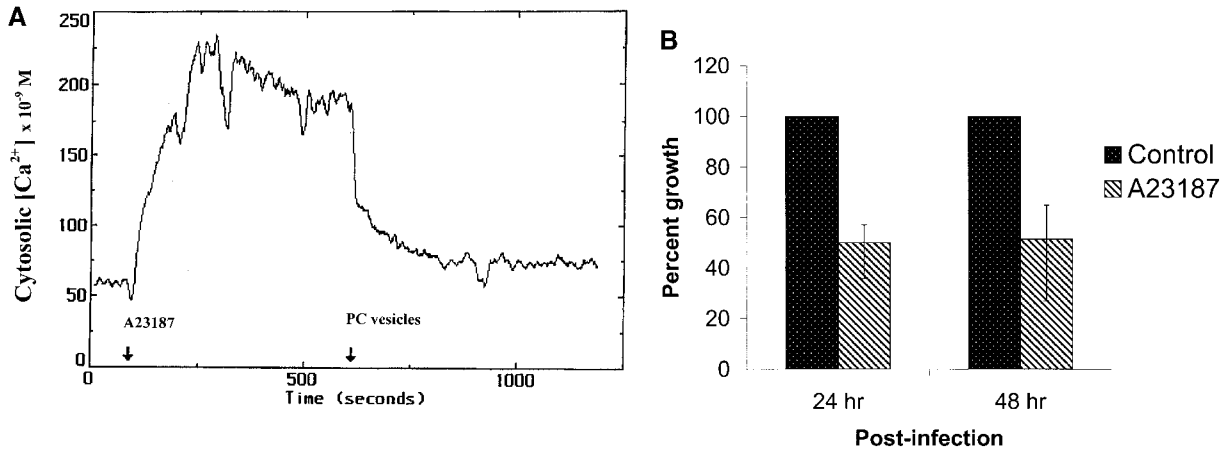 A
Cytosolic [Ca²⁺] x 10⁻⁹ M
250
200
150
100
50
0
A23187
PC vesicles
0
500
1000
Time (seconds)
B
Percent growth
120
100
80
60
40
20
0
Control
A23187
24 hr
48 hr
Post-infection